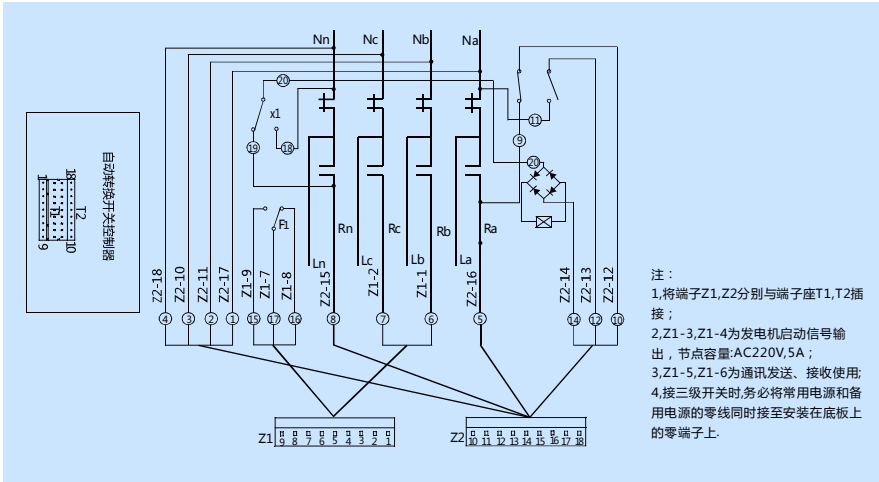 Nn
Nc
Nb
Na
20
x1
19
18
11
9
20
自动转换开关控制器
1
18
T1
T2
9
10
F1
Rn
Rc
Rb
Ra
Ln
Lc
Lb
La
Z2-18
Z2-10
Z2-11
Z2-17
Z1-9
Z1-7
Z1-8
Z2-15
Z1-2
Z1-1
Z2-16
Z2-14
Z2-13
Z2-12
4
3
2
1
15
17
16
8
7
6
5
14
12
10
Z1
9 8 7 6 5 4 3 2 1
Z2
10 11 12 13 14 15 16 17 18
注：
1,将端子Z1,Z2分别与端子座T1,T2插
接；
2,Z1-3,Z1-4为发电机启动信号输
出，节点容量:AC220V,5A；
3,Z1-5,Z1-6为通讯发送、接收使用;
4,接三级开关时,务必将常用电源和备
用电源的零线同时接至安装在底板上
的零端子上.